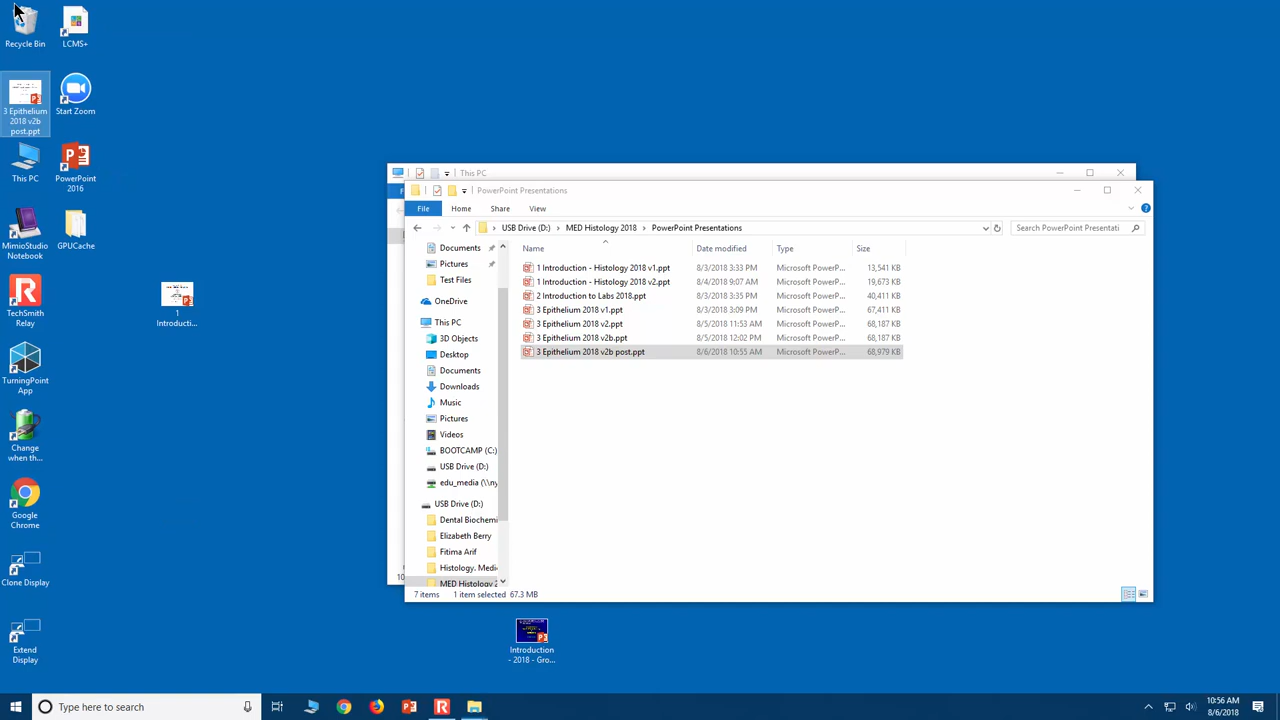 Recycle Bin
LCMS+
3 Epithelium
2018 v2b
post.ppt
Start Zoom
This PC
PowerPoint
2016
MimioStudio
Notebook
GPUCache
TechSmith
Relay
1
Introducti...
TurningPoint
App
Change
when th...
Google
Chrome
Clone Display
Extend
Display
Introduction
- 2018 - Gro...
This PC
PowerPoint Presentations
File
Home
Share
View
USB Drive (D:)
MED Histology 2018
PowerPoint Presentations
Search PowerPoint Presentati
Documents
Pictures
Test Files
OneDrive
This PC
3D Objects
Desktop
Documents
Downloads
Music
Pictures
Videos
BOOTCAMP (C:)
USB Drive (D:)
edu_media (\\ny
USB Drive (D:)
Dental Biochemi
Elizabeth Berry
Fitima Arif
Histology. Medi
MED Histology 2
Name Date modified Type Size
1 Introduction - Histology 2018 v1.ppt 8/3/2018 3:33 PM Microsoft PowerP... 13,541 KB
1 Introduction - Histology 2018 v2.ppt 8/4/2018 9:07 AM Microsoft PowerP... 19,673 KB
2 Introduction to Labs 2018.ppt 8/3/2018 3:35 PM Microsoft PowerP... 40,411 KB
3 Epithelium 2018 v1.ppt 8/3/2018 3:09 PM Microsoft PowerP... 67,411 KB
3 Epithelium 2018 v2.ppt 8/5/2018 11:53 AM Microsoft PowerP... 68,187 KB
3 Epithelium 2018 v2b.ppt 8/5/2018 12:02 PM Microsoft PowerP... 68,187 KB
3 Epithelium 2018 v2b post.ppt 8/6/2018 10:55 AM Microsoft PowerP... 68,979 KB
7 items 1 item selected 67.3 MB
Type here to search
10:56 AM
8/6/2018